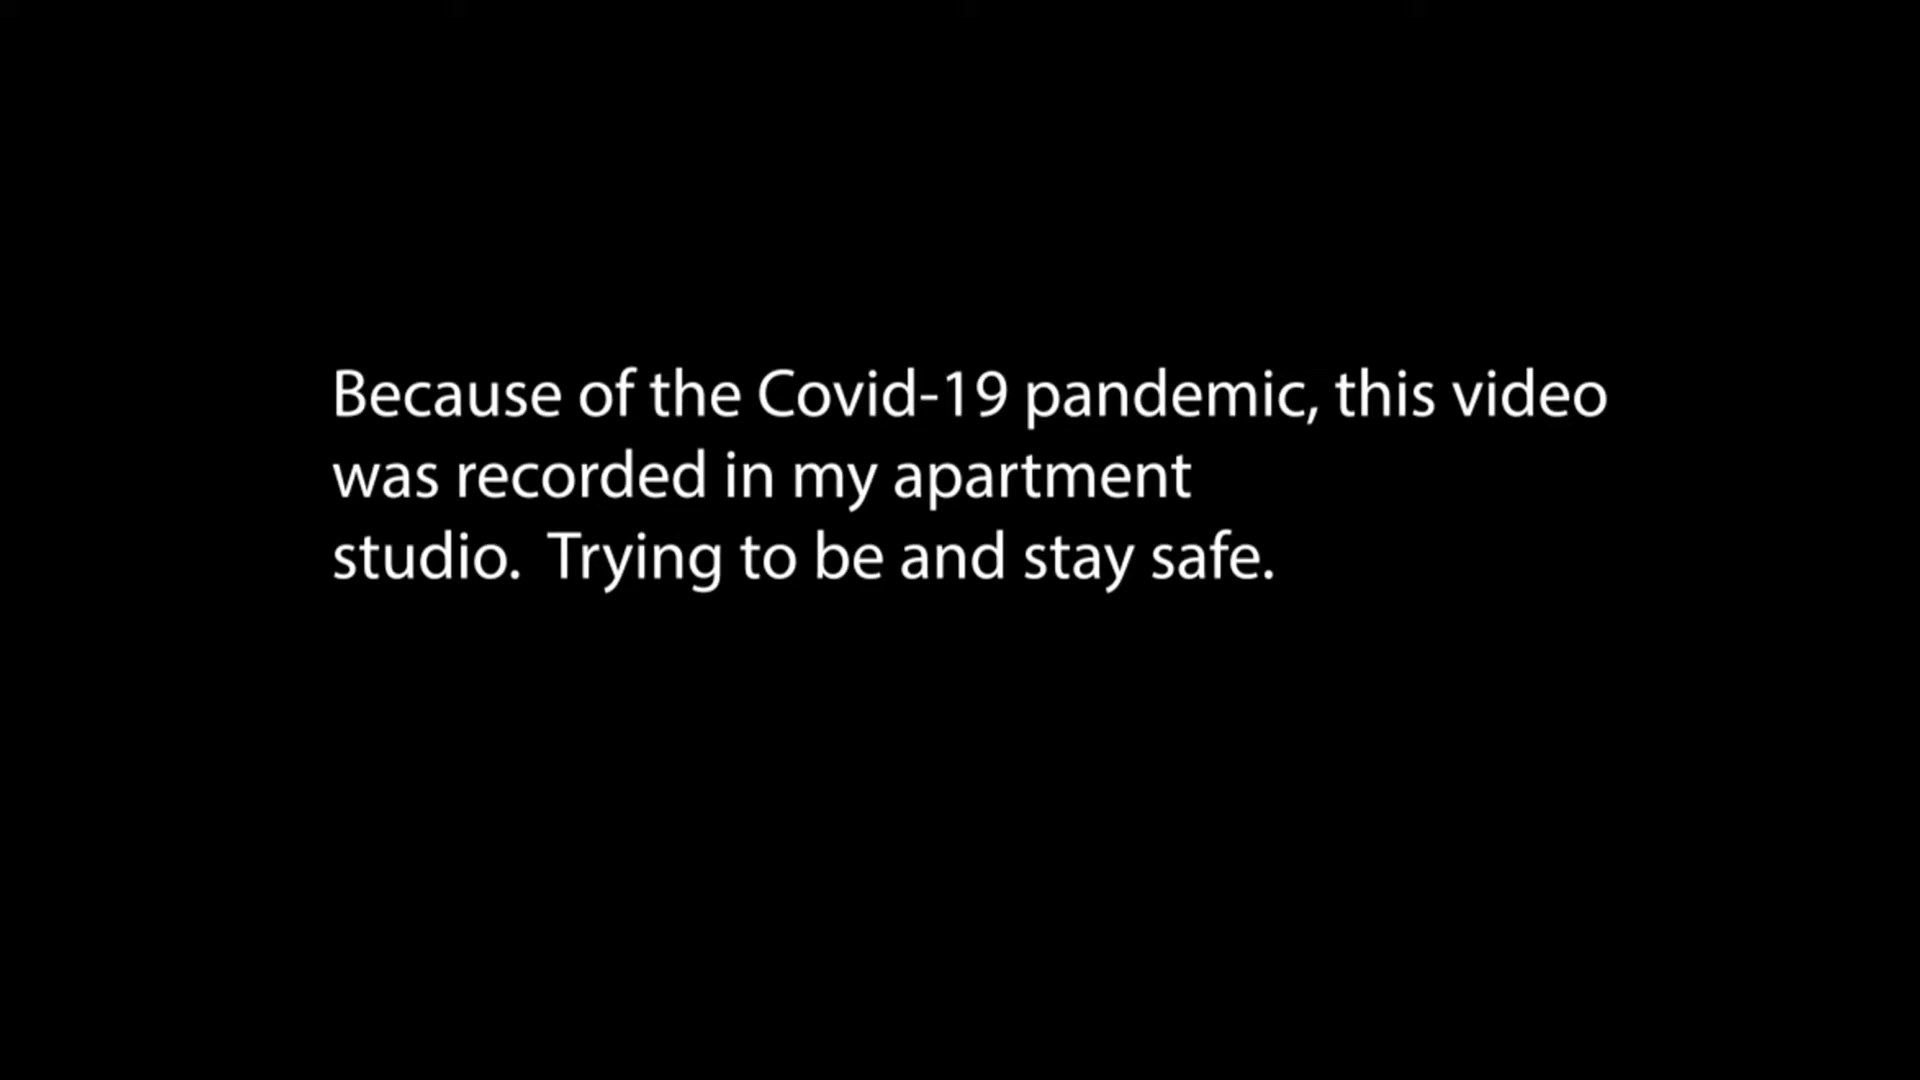 Because of the Covid-19 pandemic, this video
was recorded in my apartment
studio.  Trying to be and stay safe.